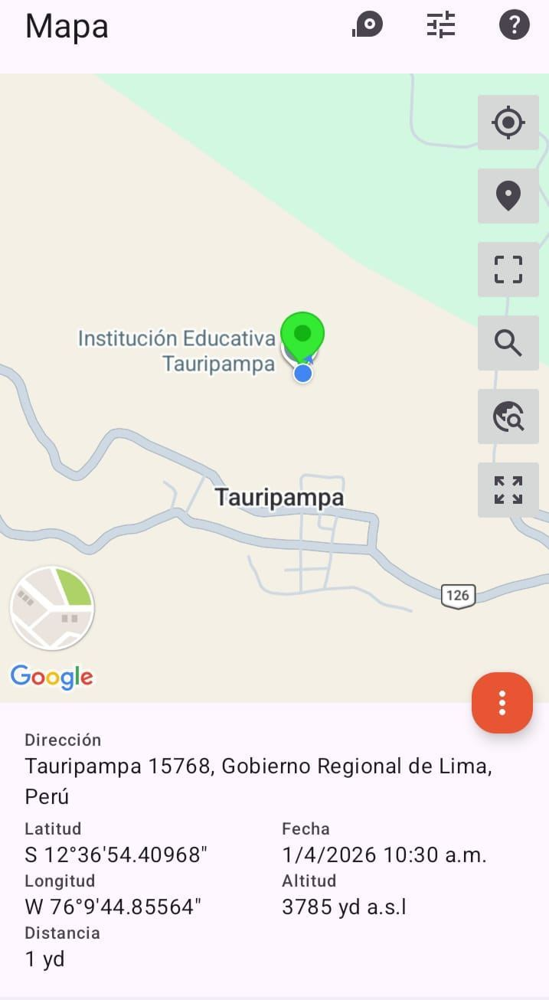 Mapa
Institución Educativa
Tauripampa
Tauripampa
126
Google
Dirección
Tauripampa 15768, Gobierno Regional de Lima,
Perú
Latitud
S 12°36'54.40968"
Fecha
1/4/2026 10:30 a.m.
Longitud
W 76°9'44.85564"
Altitud
3785 yd a.s.l
Distancia
1 yd